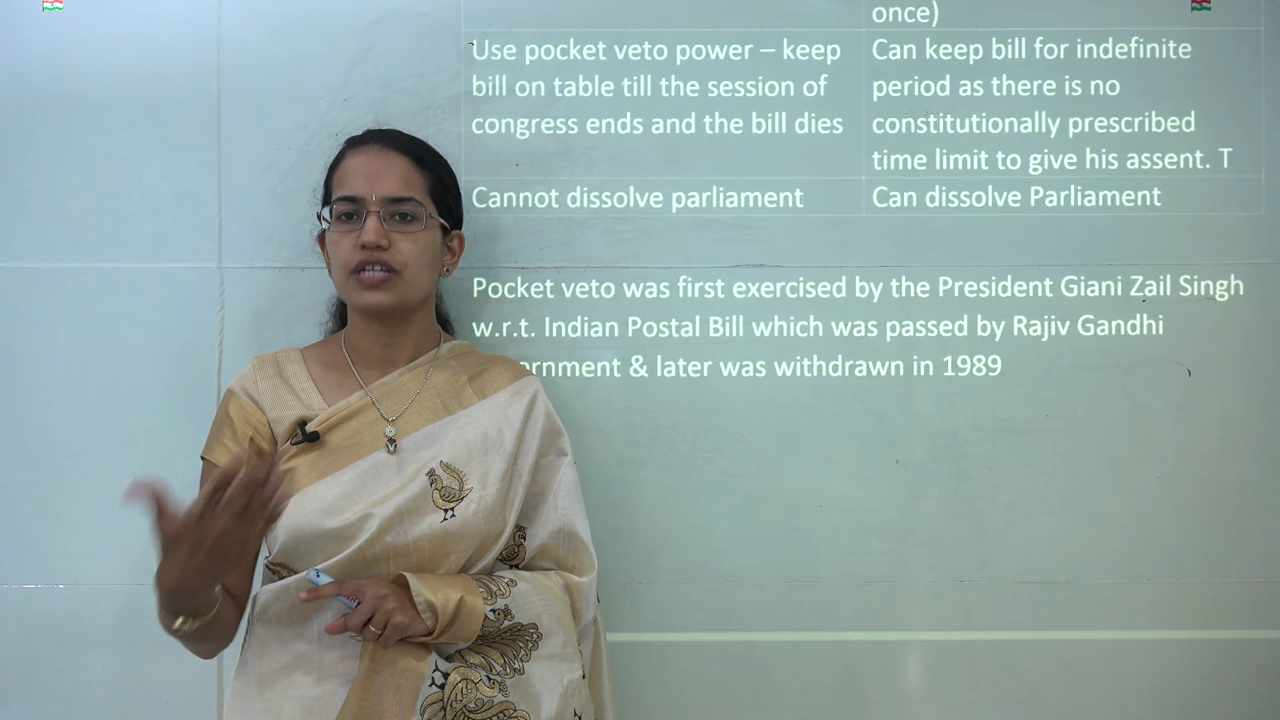 once)
Use pocket veto power – keep
bill on table till the session of
congress ends and the bill dies
Can keep bill for indefinite
period as there is no
constitutionally prescribed
time limit to give his assent. T
Cannot dissolve parliament
Can dissolve Parliament
Pocket veto was first exercised by the President Giani Zail Singh
w.r.t. Indian Postal Bill which was passed by Rajiv Gandhi
& later was withdrawn in 1989